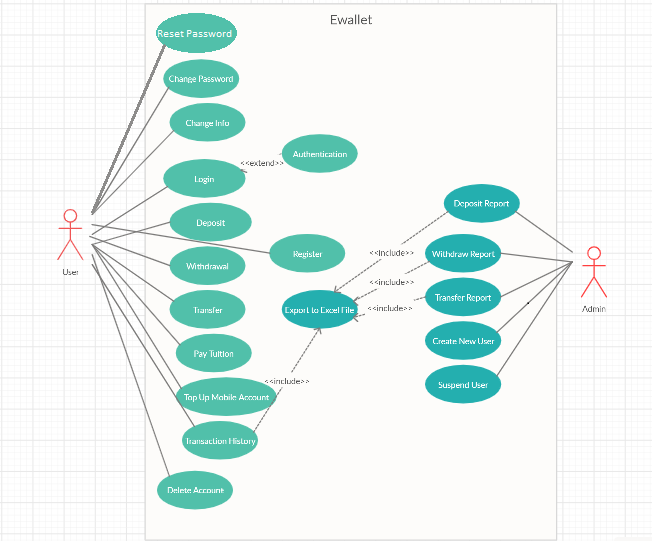 Ewallet
Reset Password
Change Password
Change Info
Authentication
<<extend>>
Login
Deposit Report
Deposit
User
Register
<<include>>
Withdraw Report
Withdrawal
<<include>>
Transfer Report
Admin
Transfer
Export to Excel File
<<include>>
Create New User
Pay Tuition
<<include>>
Suspend User
Top Up Mobile Account
Transaction History
Delete Account